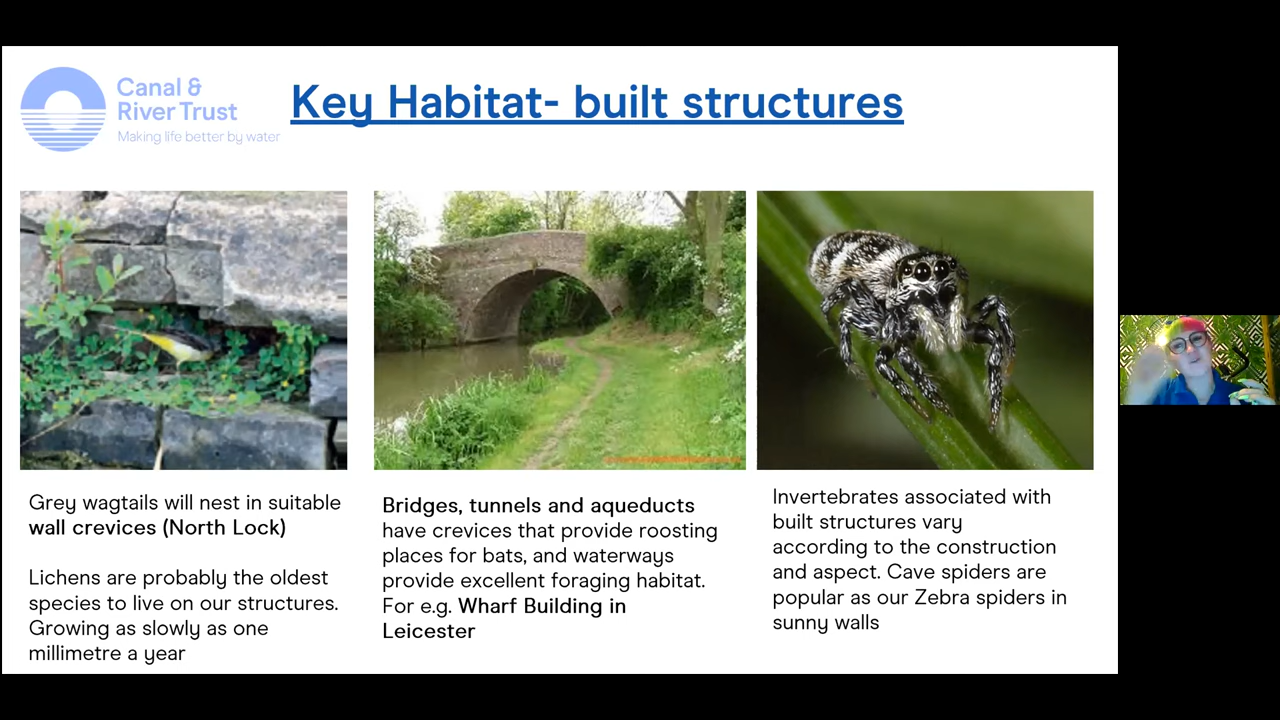 Canal &
River Trust
Making life better by water
Key Habitat- built structures
Grey wagtails will nest in suitable
wall crevices (North Lock)
Lichens are probably the oldest
species to live on our structures.
Growing as slowly as one
millimetre a year
Bridges, tunnels and aqueducts
have crevices that provide roosting
places for bats, and waterways
provide excellent foraging habitat.
For e.g. Wharf Building in
Leicester
Invertebrates associated with
built structures vary
according to the construction
and aspect. Cave spiders are
popular as our Zebra spiders in
sunny walls